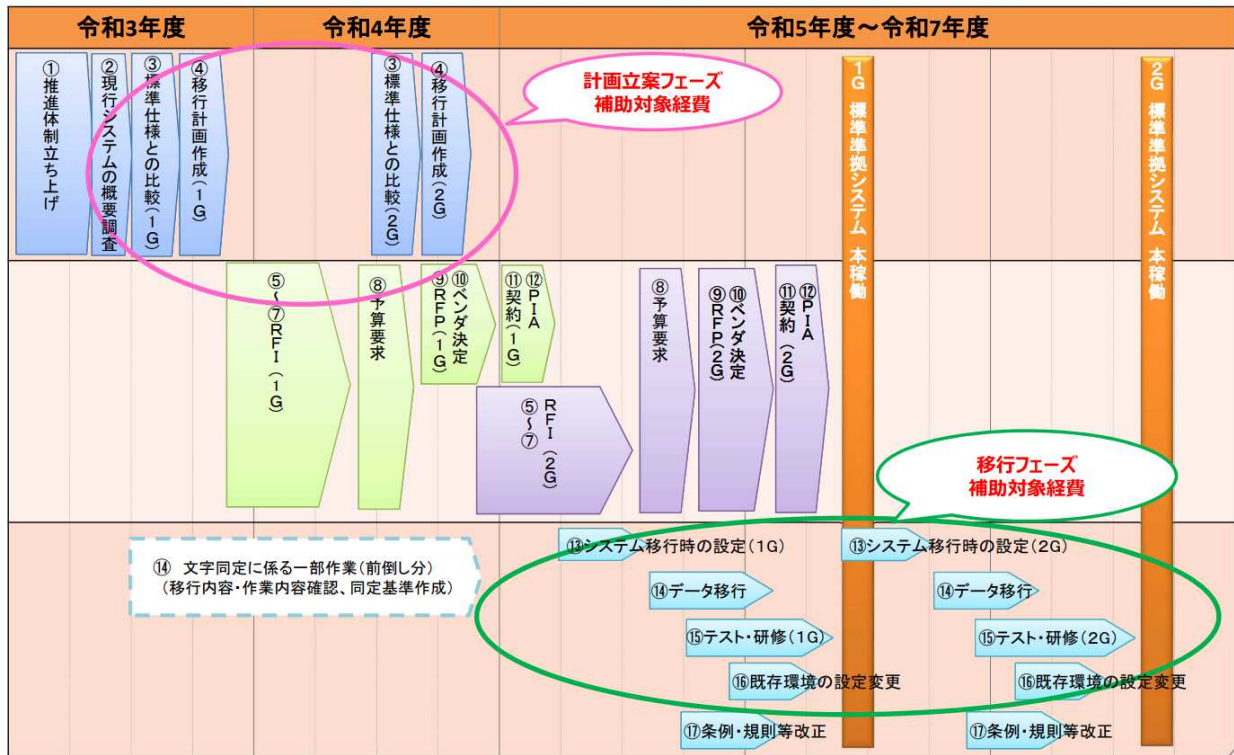 令和3年度
令和4年度
令和5年度～令和7年度
①推進体制立ち上げ
②現行システムの概要調査
③標準仕様との比較(1G)
④移行計画作成(1G)
③標準仕様との比較(2G)
④移行計画作成(2G)
計画立案フェーズ
補助対象経費
1G 標準準拠システム 本稼働
2G 標準準拠システム 本稼働
⑤～⑦RFI(1G)
⑧予算要求
⑩ベンダ決定
⑨RFP(1G)
⑫PIA
⑪契約(1G)
RFI(2G)
⑤～⑦
⑧予算要求
⑩ベンダ決定
⑨RFP(2G)
⑫PIA
⑪契約(2G)
移行フェーズ
補助対象経費
⑬システム移行時の設定(1G)
⑬システム移行時の設定(2G)
⑭ 文字同定に係る一部作業(前倒し分)
(移行内容・作業内容確認、同定基準作成)
⑭データ移行
⑭データ移行
⑮テスト・研修(1G)
⑮テスト・研修(2G)
⑯既存環境の設定変更
⑯既存環境の設定変更
⑰条例・規則等改正
⑰条例・規則等改正